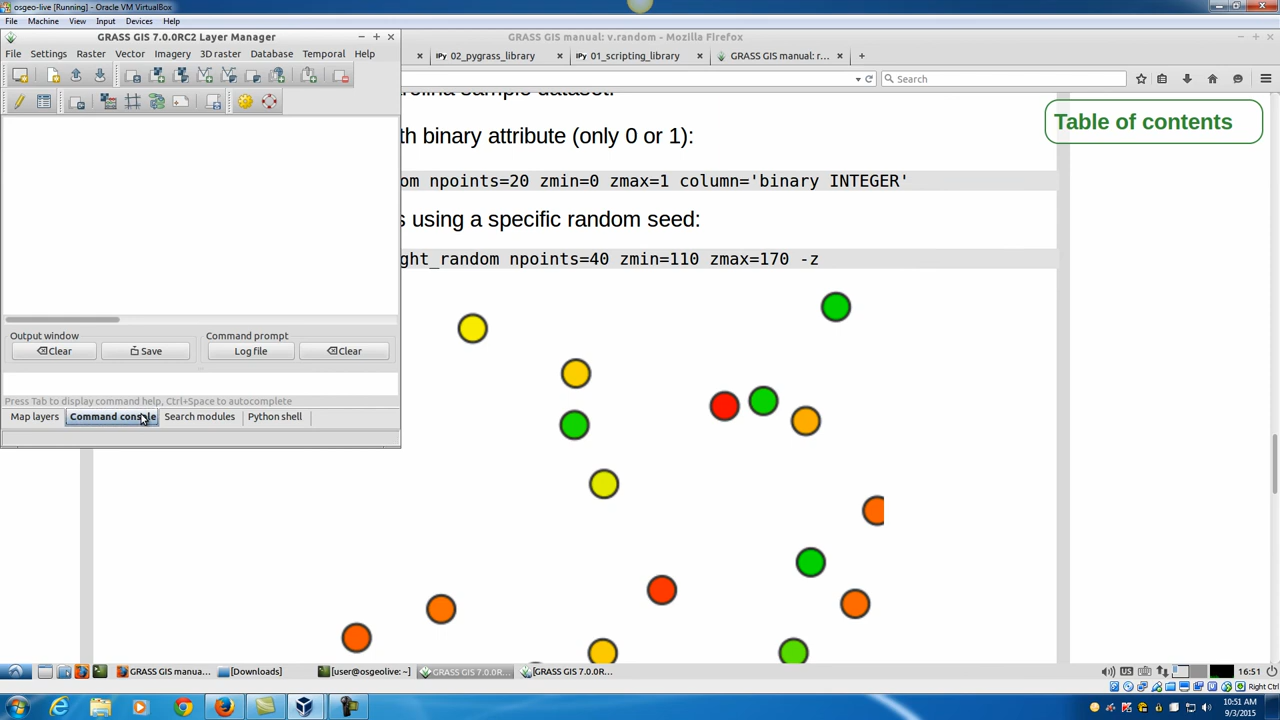 osgeo-live [Running] - Oracle VM VirtualBox
File Machine View Input Devices Help
GRASS GIS 7.0.0RC2 Layer Manager
GRASS GIS manual: v.random - Mozilla Firefox
File Settings Raster Vector Imagery 3D raster Database Temporal Help
02_pygrass_library
01_scripting_library
GRASS GIS manual: r...
Search
Table of contents
th binary attribute (only 0 or 1):
om npoints=20 zmin=0 zmax=1 column='binary INTEGER'
s using a specific random seed:
ght_random npoints=40 zmin=110 zmax=170 -z
Output window
Command prompt
Clear
Save
Log file
Clear
Press Tab to display command help, Ctrl+Space to autocomplete
Map layers
Command console
Search modules
Python shell
GRASS GIS manua...
[Downloads]
[user@osgeolive: ~]
GRASS GIS 7.0.0R...
[GRASS GIS 7.0.0R...
US
16:51
Right Ctrl
10:51 AM
9/3/2015